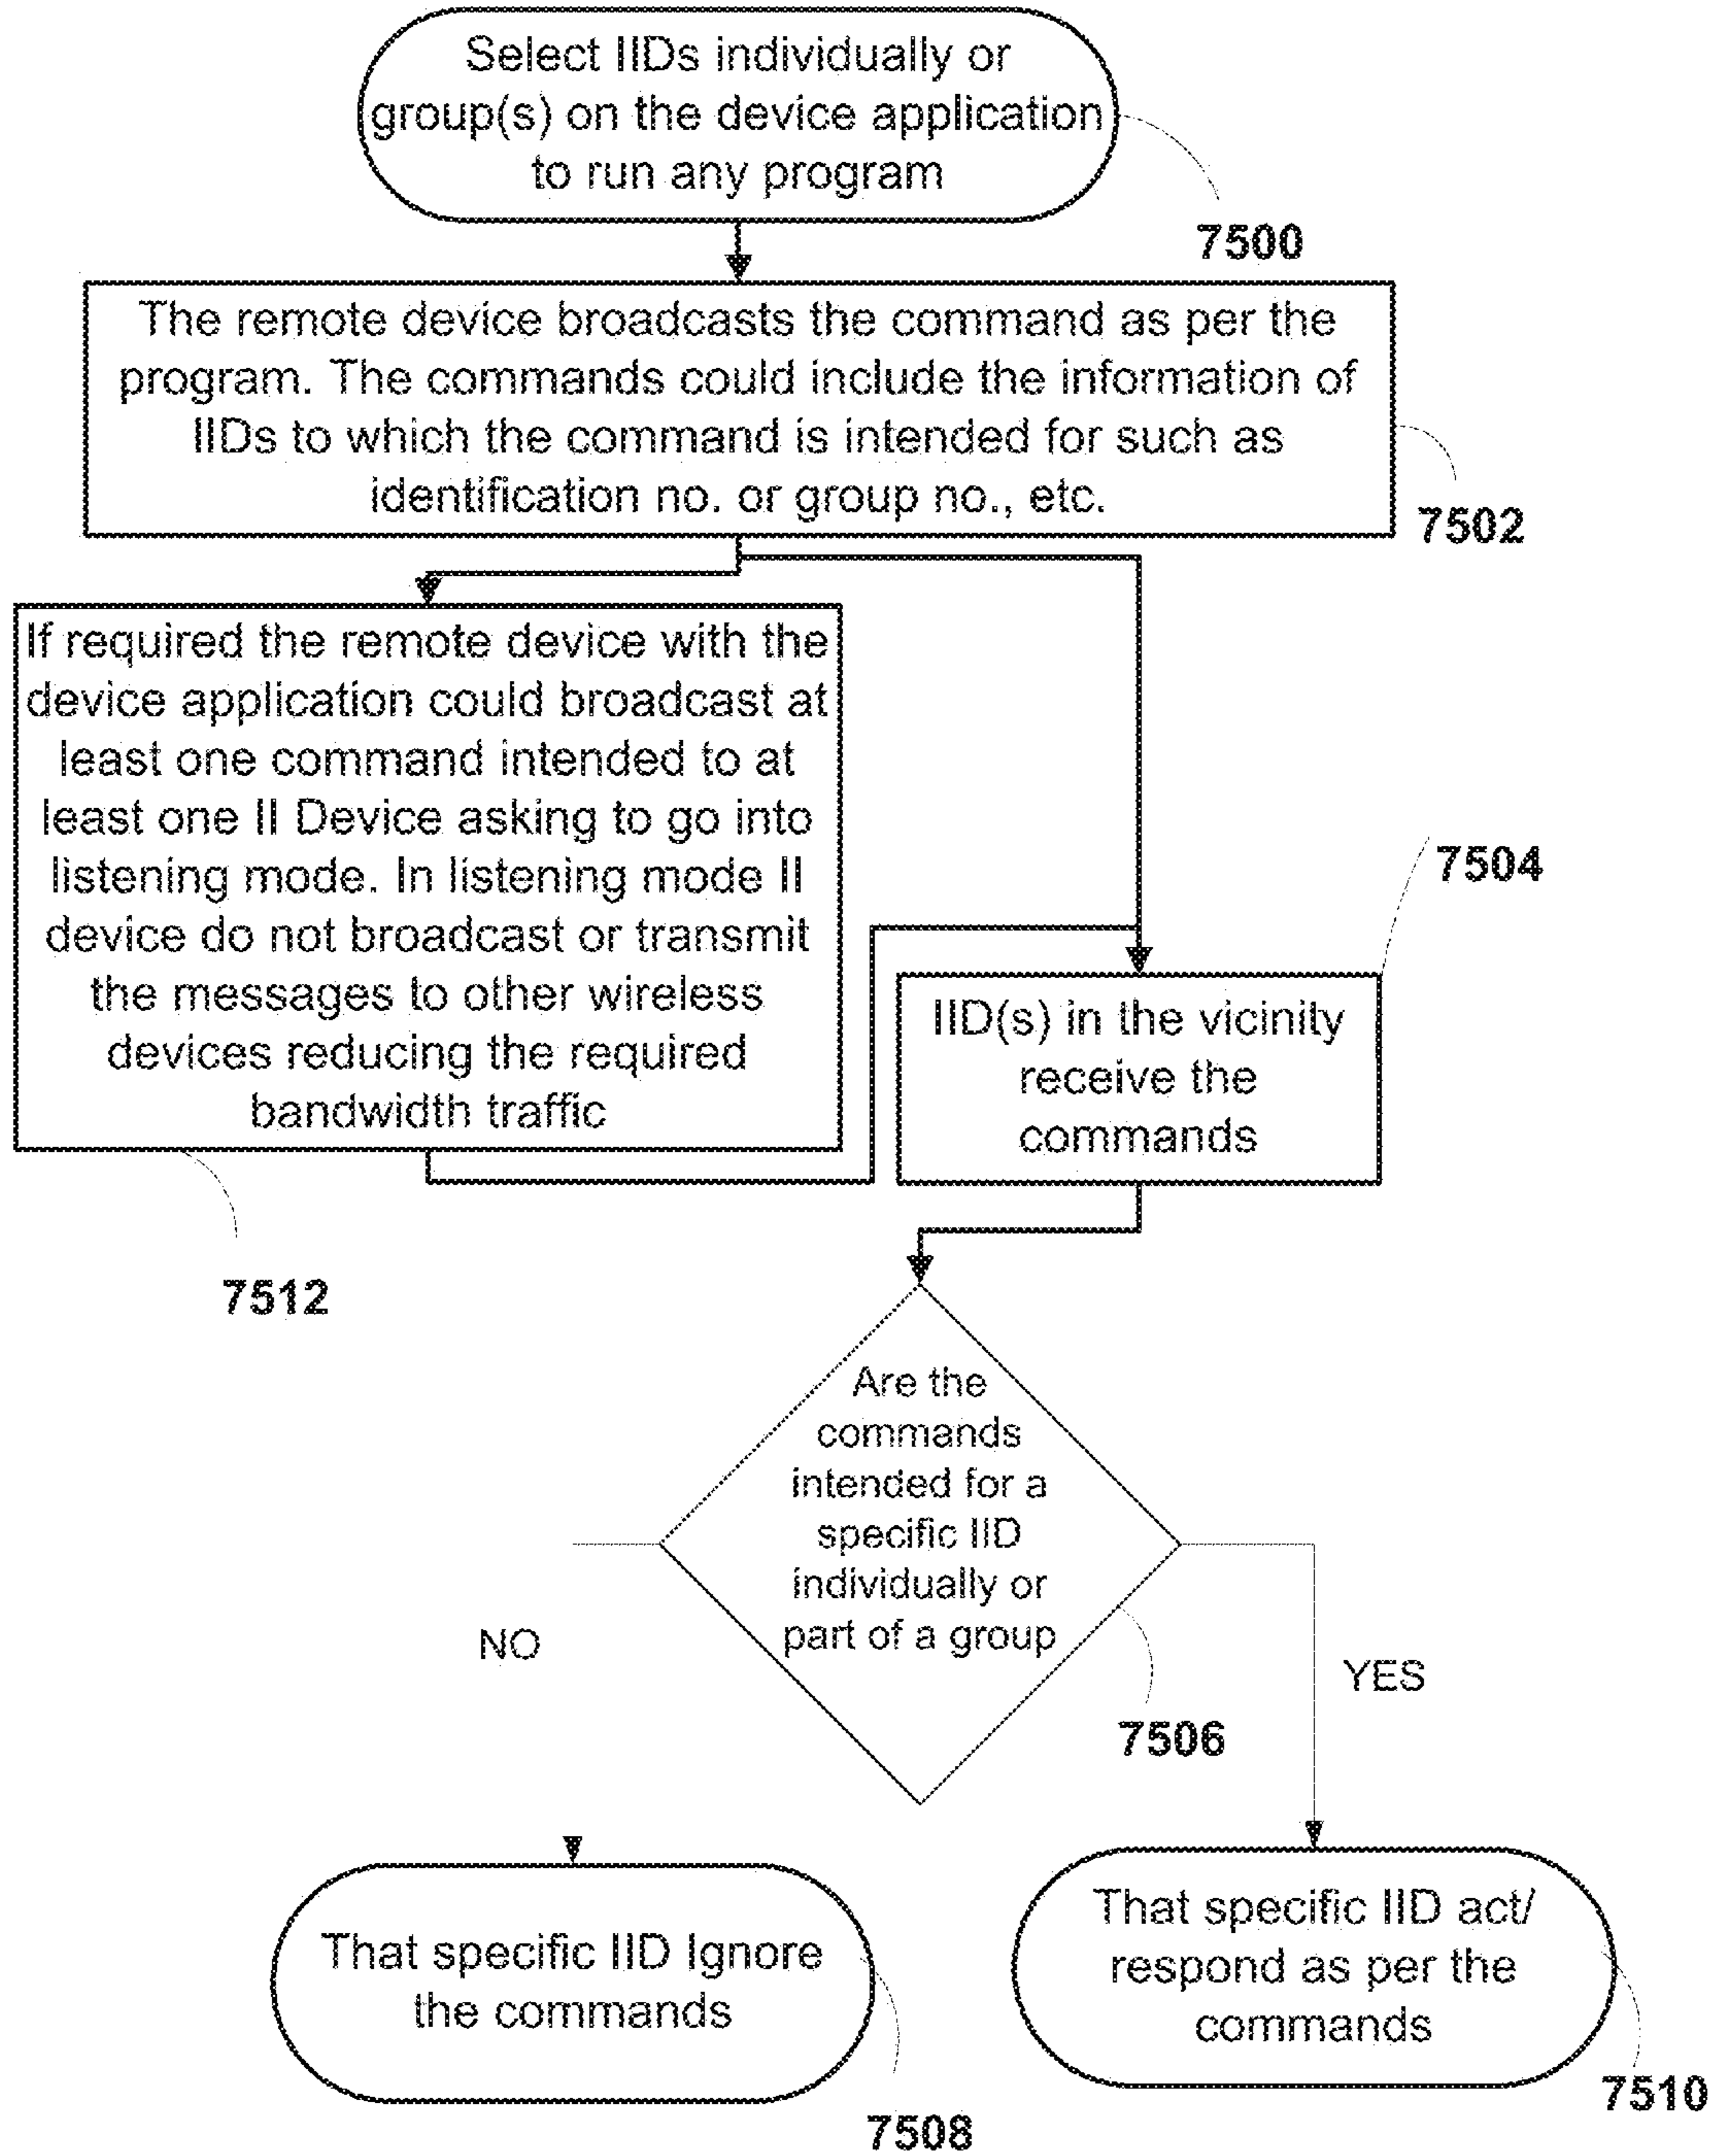 Select IIDs individually or
group(s) on the device application
to run any program
7500
The remote device broadcasts the command as per the
program. The commands could include the information of
IIDs to which the command is intended for such as
identification no. or group no., etc.
7502
If required the remote device with the
device application could broadcast at
least one command intended to at
least one II Device asking to go into
listening mode. In listening mode II
device do not broadcast or transmit
the messages to other wireless
devices reducing the required
bandwidth traffic
7512
7504
IID(s) in the vicinity
receive the
commands
Are the
commands
intended for a
specific IID
individually or
part of a group
7506
NO
YES
That specific IID Ignore
the commands
7508
That specific IID act/
respond as per the
commands
7510